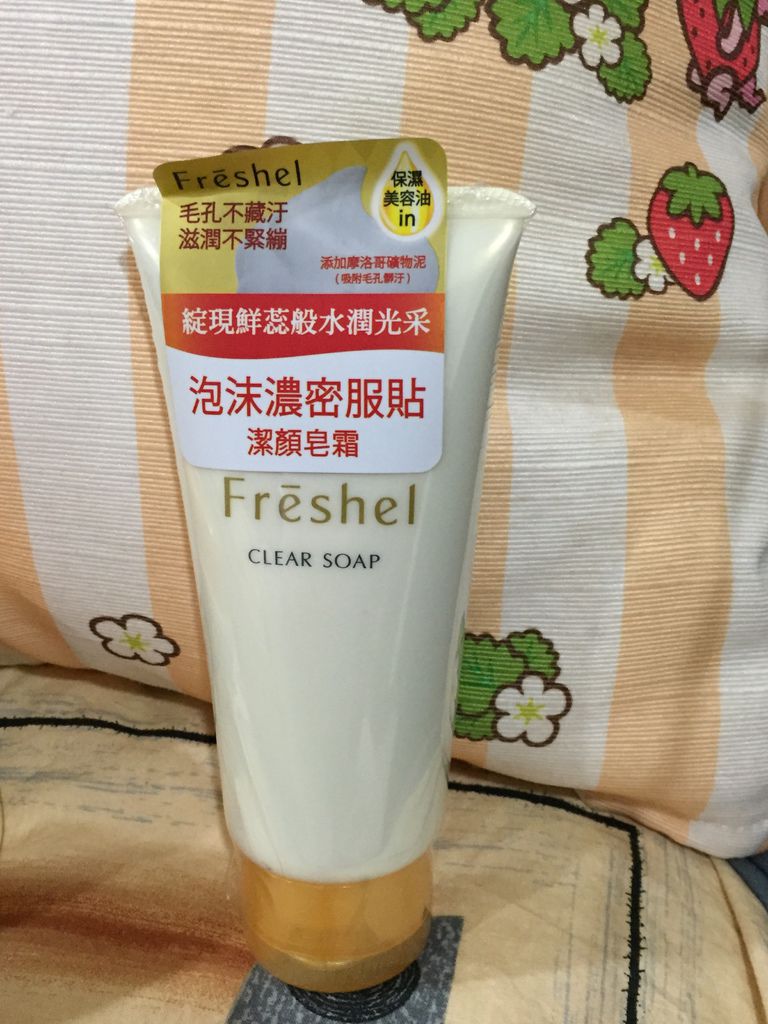 Frēshel
保濕
美容油
in
毛孔不藏汙
滋潤不緊繃
添加摩洛哥礦物泥
(吸附毛孔髒汙)
綻現鮮蕊般水潤光采
泡沫濃密服貼
潔顏皂霜
Frēshel
CLEAR SOAP